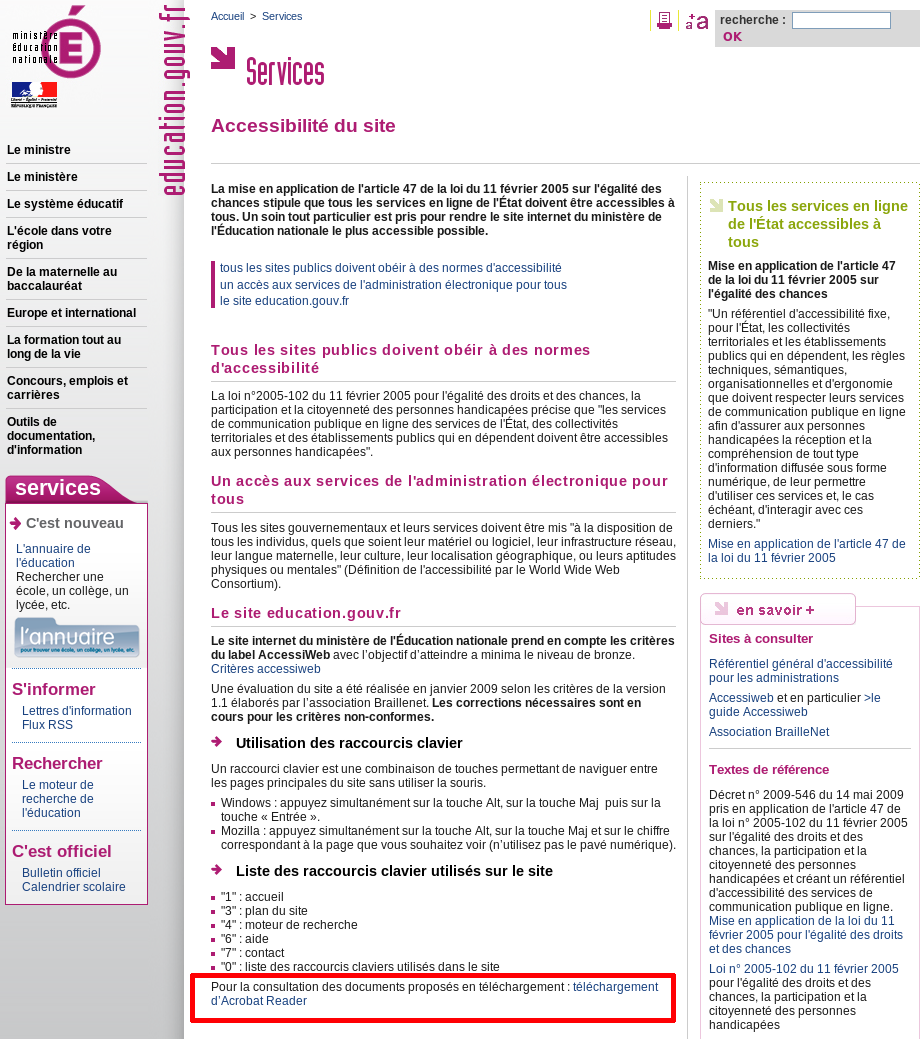 ministère
éducation
nationale
É
Liberté • Égalité • Fraternité
RÉPUBLIQUE FRANÇAISE
education.gouv.fr
Le ministre
Le ministère
Le système éducatif
L'école dans votre
région
De la maternelle au
baccalauréat
Europe et international
La formation tout au
long de la vie
Concours, emplois et
carrières
Outils de
documentation,
d'information
services
C'est nouveau
L'annuaire de
l'éducation
Rechercher une
école, un collège, un
lycée, etc.
l'annuaire
pour trouver une école, un collège, un lycée, etc.
S'informer
Lettres d'information
Flux RSS
Rechercher
Le moteur de
recherche de
l'éducation
C'est officiel
Bulletin officiel
Calendrier scolaire
Accueil > Services
a+a
recherche :
OK
Services
Accessibilité du site
La mise en application de l'article 47 de la loi du 11 février 2005 sur l'égalité des
chances stipule que tous les services en ligne de l'État doivent être accessibles à
tous. Un soin tout particulier est pris pour rendre le site internet du ministère de
l'Éducation nationale le plus accessible possible.
tous les sites publics doivent obéir à des normes d'accessibilité
un accès aux services de l'administration électronique pour tous
le site education.gouv.fr
Tous les sites publics doivent obéir à des normes
d'accessibilité
La loi n°2005-102 du 11 février 2005 pour l'égalité des droits et des chances, la
participation et la citoyenneté des personnes handicapées précise que "les services
de communication publique en ligne des services de l'État, des collectivités
territoriales et des établissements publics qui en dépendent doivent être accessibles
aux personnes handicapées".
Un accès aux services de l'administration électronique pour
tous
Tous les sites gouvernementaux et leurs services doivent être mis "à la disposition de
tous les individus, quels que soient leur matériel ou logiciel, leur infrastructure réseau,
leur langue maternelle, leur culture, leur localisation géographique, ou leurs aptitudes
physiques ou mentales" (Définition de l'accessibilité par le World Wide Web
Consortium).
Le site education.gouv.fr
Le site internet du ministère de l'Éducation nationale prend en compte les critères
du label AccessiWeb avec l’objectif d’atteindre a minima le niveau de bronze.
Critères accessiweb
Une évaluation du site a été réalisée en janvier 2009 selon les critères de la version
1.1 élaborés par l’association Braillenet. Les corrections nécessaires sont en
cours pour les critères non-conformes.
Utilisation des raccourcis clavier
Un raccourci clavier est une combinaison de touches permettant de naviguer entre
les pages principales du site sans utiliser la souris.
Windows : appuyez simultanément sur la touche Alt, sur la touche Maj puis sur la
touche « Entrée ».
Mozilla : appuyez simultanément sur la touche Alt, sur la touche Maj et sur le chiffre
correspondant à la page que vous souhaitez voir (n’utilisez pas le pavé numérique).
Liste des raccourcis clavier utilisés sur le site
"1" : accueil
"3" : plan du site
"4" : moteur de recherche
"6" : aide
"7" : contact
"0" : liste des raccourcis claviers utilisés dans le site
Pour la consultation des documents proposés en téléchargement : téléchargement
d’Acrobat Reader
Tous les services en ligne
de l'État accessibles à
tous
Mise en application de l'article 47
de la loi du 11 février 2005 sur
l'égalité des chances
"Un référentiel d'accessibilité fixe,
pour l'État, les collectivités
territoriales et les établissements
publics qui en dépendent, les règles
techniques, sémantiques,
organisationnelles et d'ergonomie
que doivent respecter leurs services
de communication publique en ligne
afin d'assurer aux personnes
handicapées la réception et la
compréhension de tout type
d'information diffusée sous forme
numérique, de leur permettre
d'utiliser ces services et, le cas
échéant, d'interagir avec ces
derniers."
Mise en application de l'article 47 de
la loi du 11 février 2005
en savoir +
Sites à consulter
Référentiel général d'accessibilité
pour les administrations
Accessiweb et en particulier >le
guide Accessiweb
Association BrailleNet
Textes de référence
Décret n° 2009-546 du 14 mai 2009
pris en application de l'article 47 de
la loi n° 2005-102 du 11 février 2005
sur l'égalité des droits et des
chances, la participation et la
citoyenneté des personnes
handicapées et créant un référentiel
d'accessibilité des services de
communication publique en ligne.
Mise en application de la loi du 11
février 2005 pour l'égalité des droits
et des chances
Loi n° 2005-102 du 11 février 2005
pour l'égalité des droits et des
chances, la participation et la
citoyenneté des personnes
handicapées